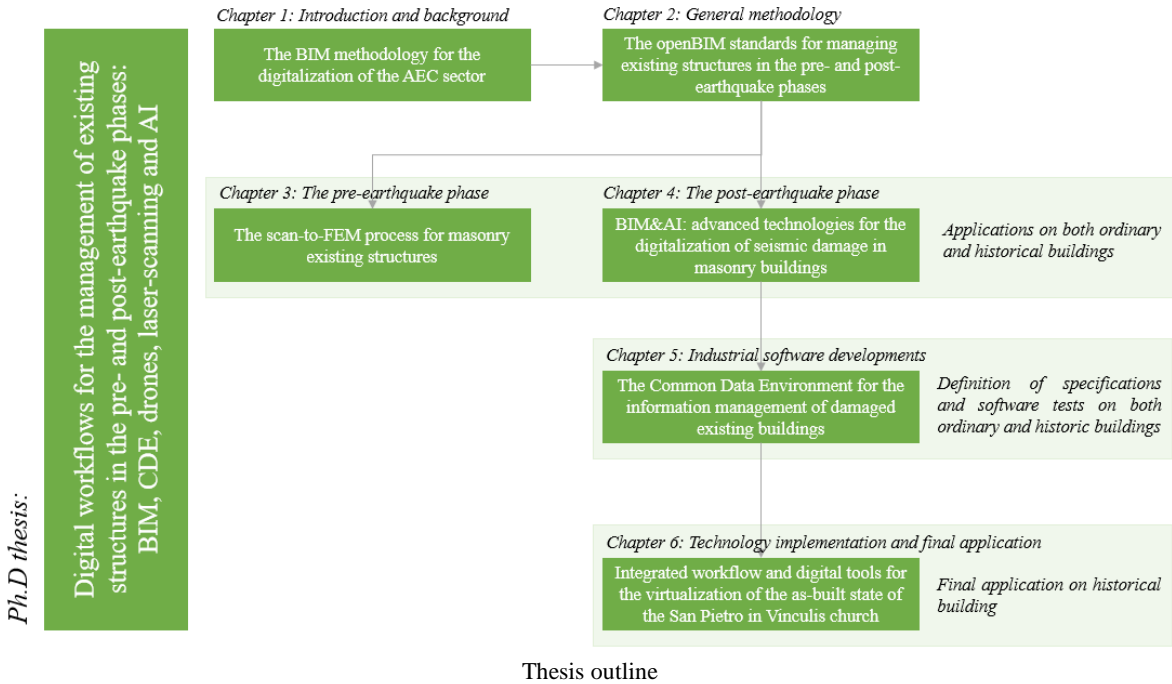 Ph.D thesis:
Digital workflows for the management of existing
structures in the pre- and post-earthquake phases:
BIM, CDE, drones, laser-scanning and AI
Chapter 1: Introduction and background
The BIM methodology for the
digitalization of the AEC sector
Chapter 2: General methodology
The openBIM standards for managing
existing structures in the pre- and post-
earthquake phases
Chapter 3: The pre-earthquake phase
The scan-to-FEM process for masonry
existing structures
Chapter 4: The post-earthquake phase
BIM&AI: advanced technologies for the
digitalization of seismic damage in
masonry buildings
Applications on both ordinary
and historical buildings
Chapter 5: Industrial software developments
The Common Data Environment for the
information management of damaged
existing buildings
Definition of specifications
and software tests on both
ordinary and historic buildings
Chapter 6: Technology implementation and final application
Integrated workflow and digital tools for
the virtualization of the as-built state of
the San Pietro in Vinculis church
Final application on historical
building
Thesis outline